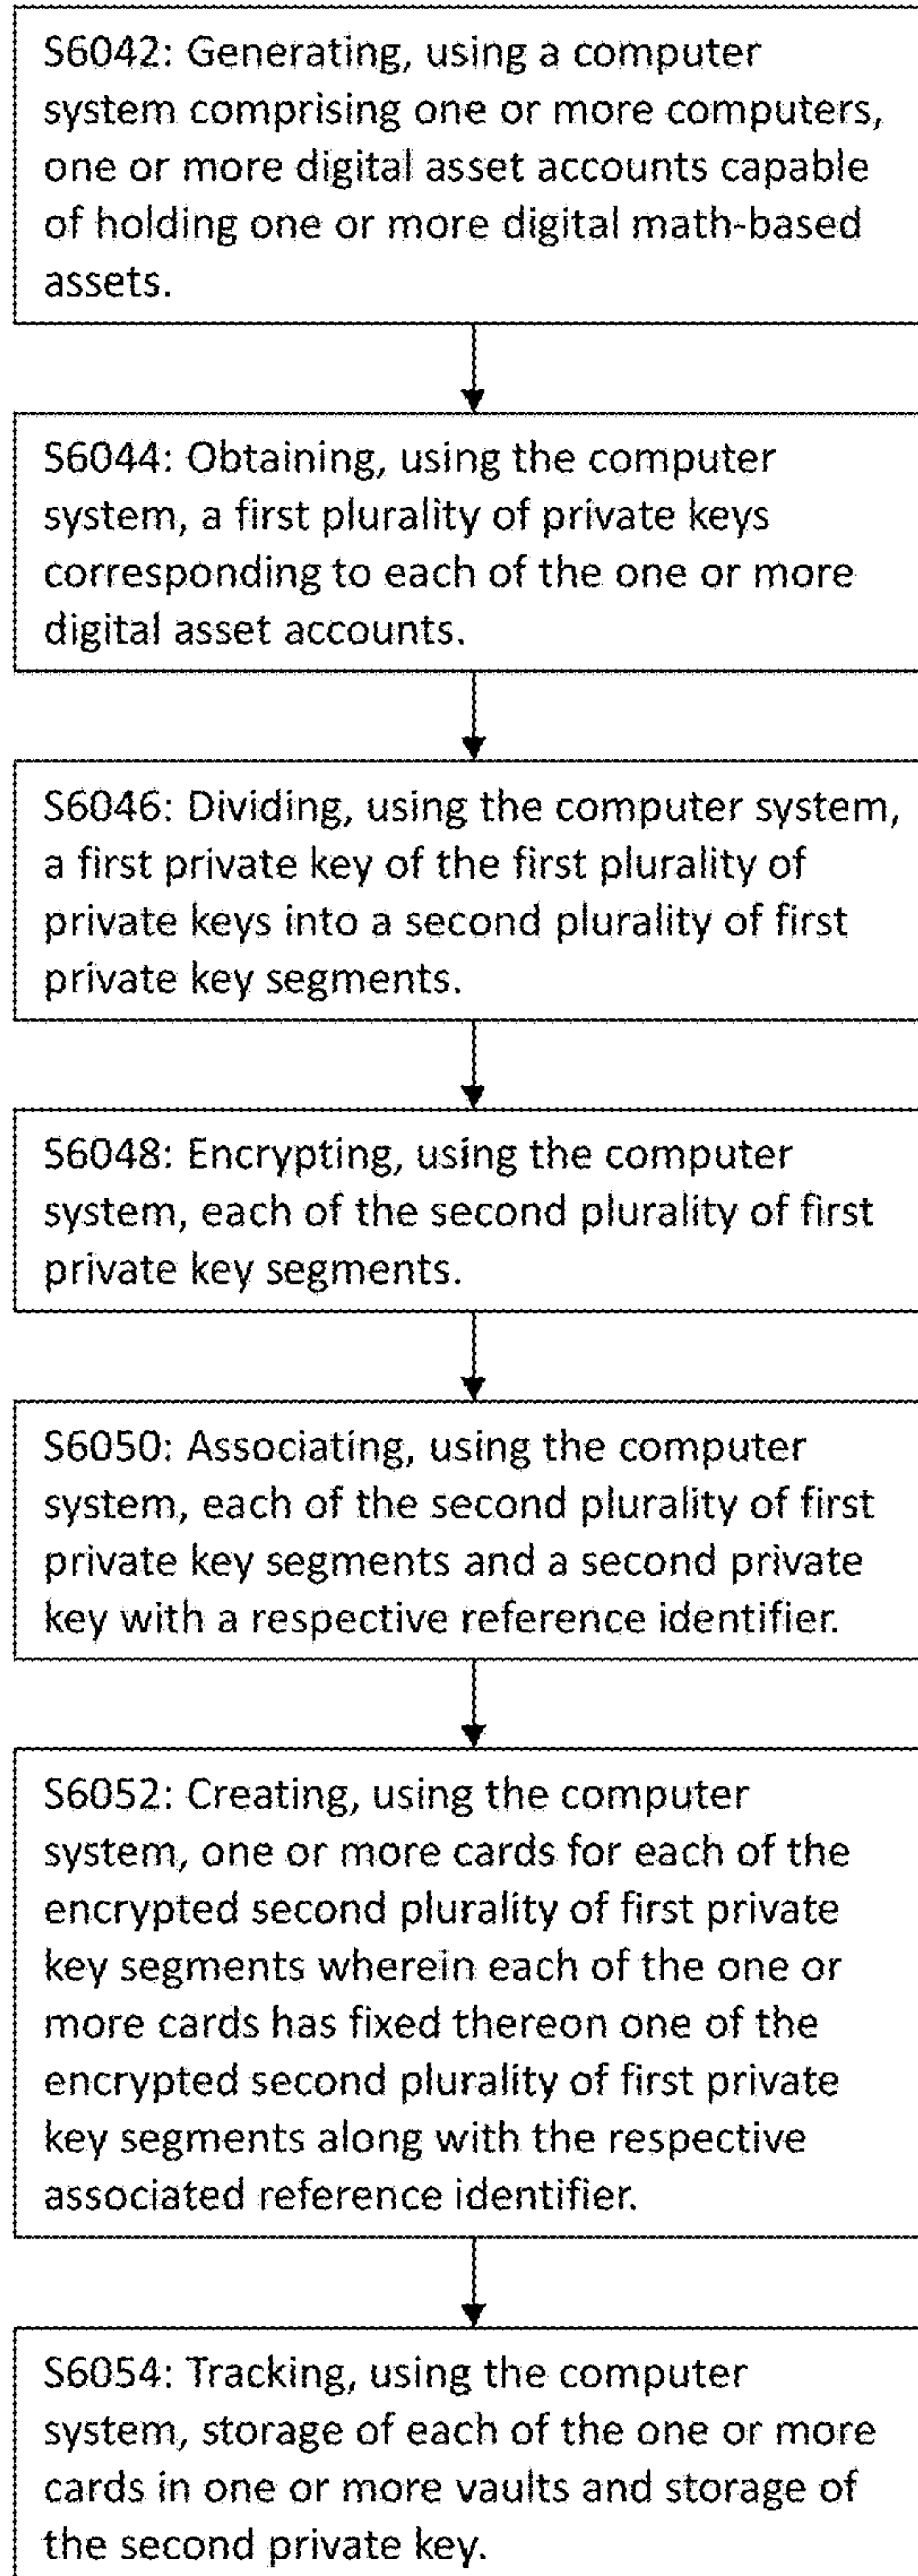 S6042: Generating, using a computer
system comprising one or more computers,
one or more digital asset accounts capable
of holding one or more digital math-based
assets.
S6044: Obtaining, using the computer
system, a first plurality of private keys
corresponding to each of the one or more
digital asset accounts.
S6046: Dividing, using the computer system,
a first private key of the first plurality of
private keys into a second plurality of first
private key segments.
S6048: Encrypting, using the computer
system, each of the second plurality of first
private key segments.
S6050: Associating, using the computer
system, each of the second plurality of first
private key segments and a second private
key with a respective reference identifier.
S6052: Creating, using the computer
system, one or more cards for each of the
encrypted second plurality of first private
key segments wherein each of the one or
more cards has fixed thereon one of the
encrypted second plurality of first private
key segments along with the respective
associated reference identifier.
S6054: Tracking, using the computer
system, storage of each of the one or more
cards in one or more vaults and storage of
the second private key.